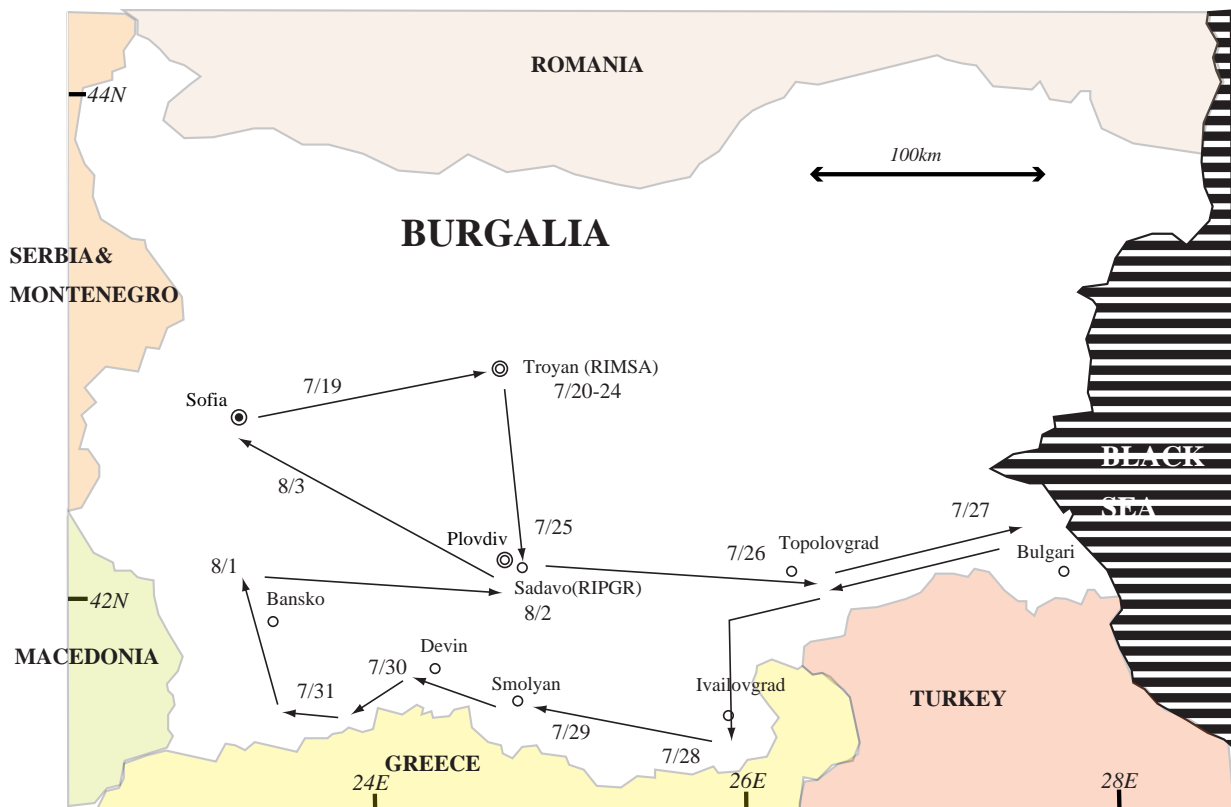 ROMANIA
44N
100km
BURGALIA
SERBIA&
MONTENEGRO
Troyan (RIMSA)
7/20-24
7/19
Sofia
8/3
BLACK
SEA
7/25
7/27
Plovdiv
7/26
Topolovgrad
Bulgari
8/1
Sadavo(RIPGR)
8/2
42N
Bansko
MACEDONIA
Devin
7/30
Smolyan
Ivailovgrad
7/31
TURKEY
7/29
7/28
GREECE
24E
26E
28E